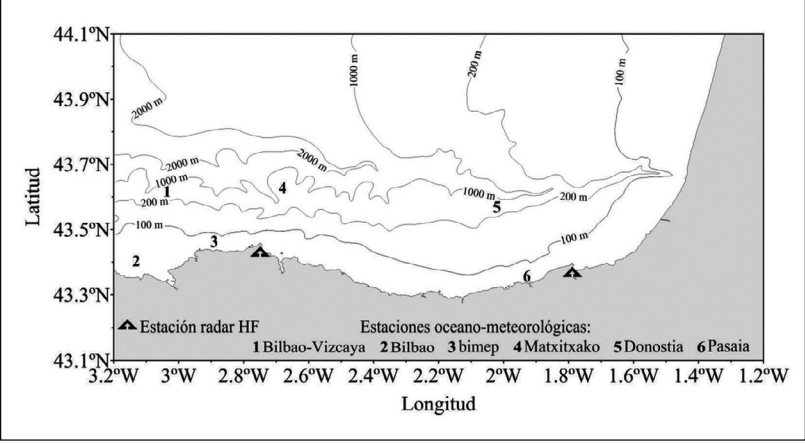 44.1ºN
43.9ºN
43.7ºN
43.5ºN
43.3ºN
43.1ºN
Latitud
2000 m
1000 m
200 m
100 m
2000 m
2000 m
1000 m
1
4
1000 m
200 m
5
200 m
100 m
100 m
3
2
6
Estación radar HF
Estaciones oceano-meteorológicas:
1 Bilbao-Vizcaya 2 Bilbao 3 bimep 4 Matxitxako 5 Donostia 6 Pasaia
3.2ºW 3ºW 2.8ºW 2.6ºW 2.4ºW 2.2ºW 2ºW 1.8ºW 1.6ºW 1.4ºW 1.2ºW
Longitud